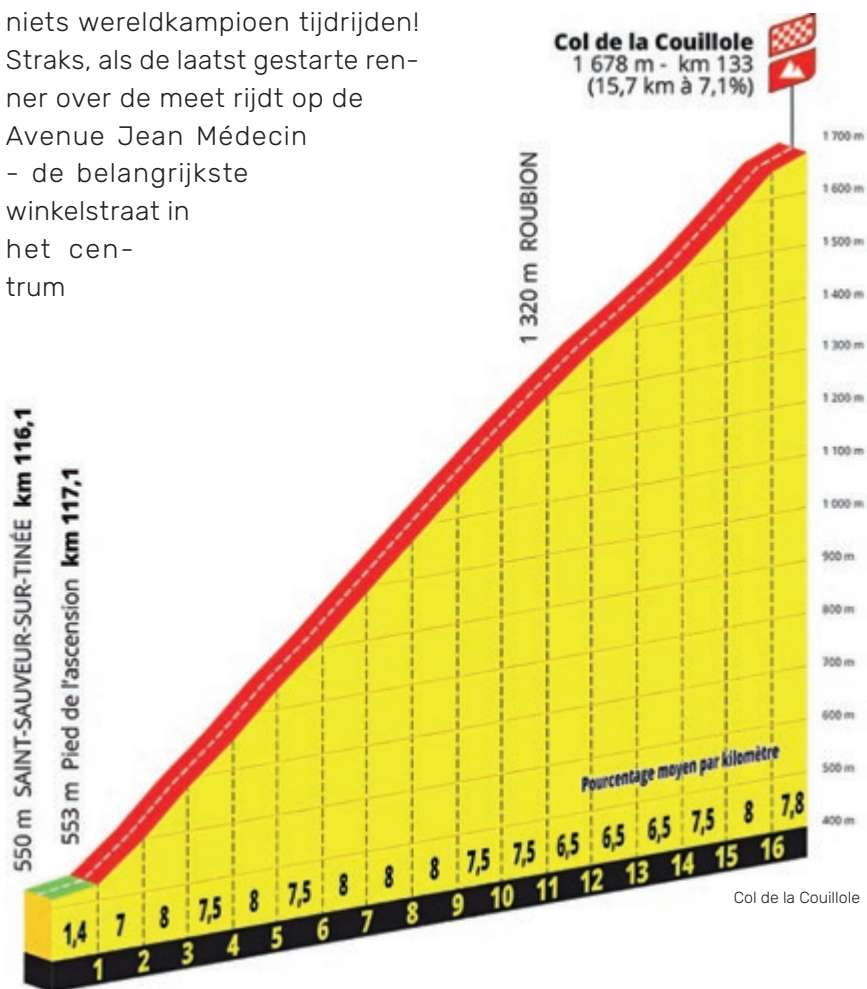 niets wereldkampioen tijdrijden!
Straks, als de laatst gestarte ren-
ner over de meet rijdt op de
Avenue Jean Médecin
- de belangrijkste
winkelstraat in
het cen-
trum
Col de la Couillole
1 678 m - km 133
(15,7 km à 7,1%)
1 320 m ROUBION
550 m SAINT-SAUVEUR-SUR-TINÉE km 116,1
553 m Pied de l'ascension km 117,1
1 700 m
1 600 m
1 500 m
1 400 m
1 300 m
1 200 m
1 100 m
1 000 m
900 m
800 m
700 m
600 m
500 m
400 m
Pourcentage moyen par kilomètre
1,4 7 8 7,5 8 7,5 8 8 8 7,5 7,5 6,5 6,5 6,5 7,5 8 7,8
1 2 3 4 5 6 7 8 9 10 11 12 13 14 15 16
Col de la Couillole